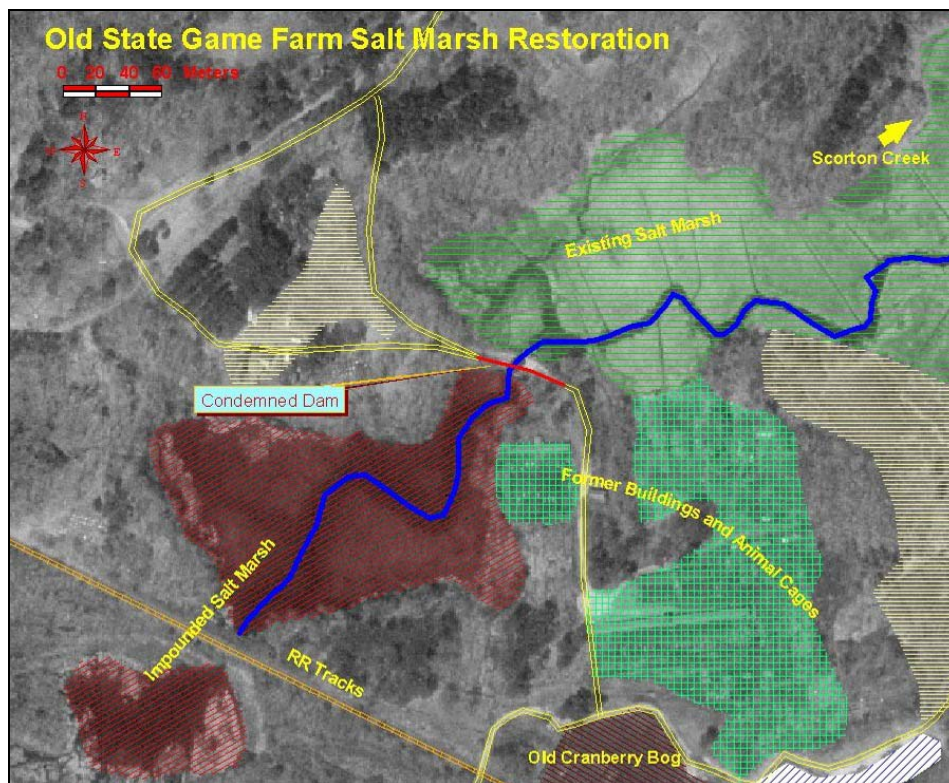 Old State Game Farm Salt Marsh Restoration
0 20 40 60 Meters
N
E
S
Scorton Creek
Existing Salt Marsh
Condemned Dam
Former Buildings and Animal Cages
Impounded Salt Marsh
RR Tracks
Old Cranberry Bog